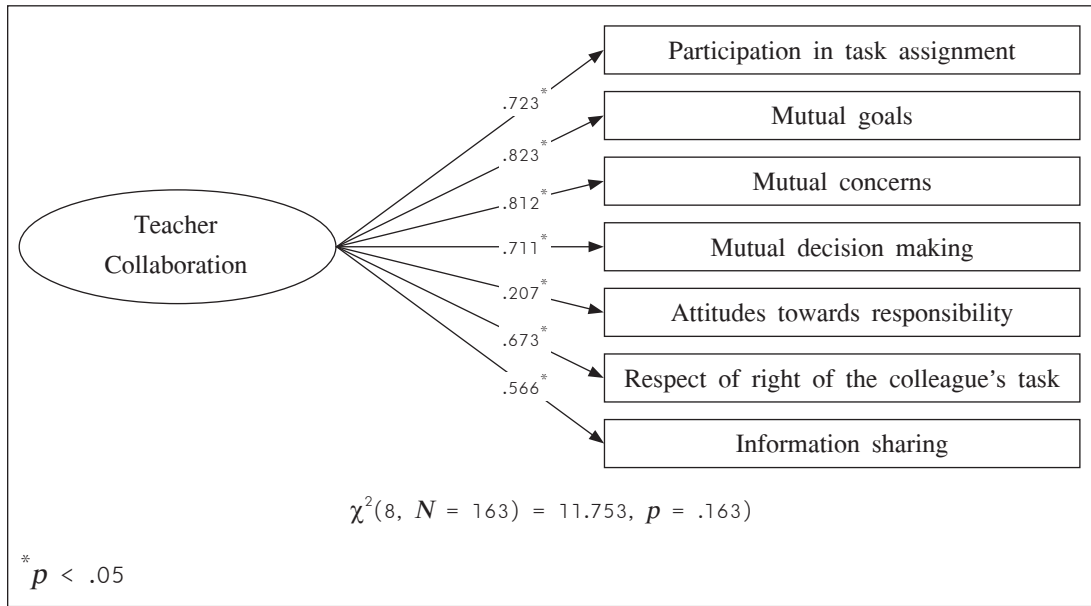 Participation in task assignment
.723*
Mutual goals
.823*
Mutual concerns
.812*
Teacher
Collaboration
Mutual decision making
.711*
Attitudes towards responsibility
.207*
Respect of right of the colleague's task
.673*
Information sharing
.566*
χ²(8, N = 163) = 11.753, p = .163)
*p < .05